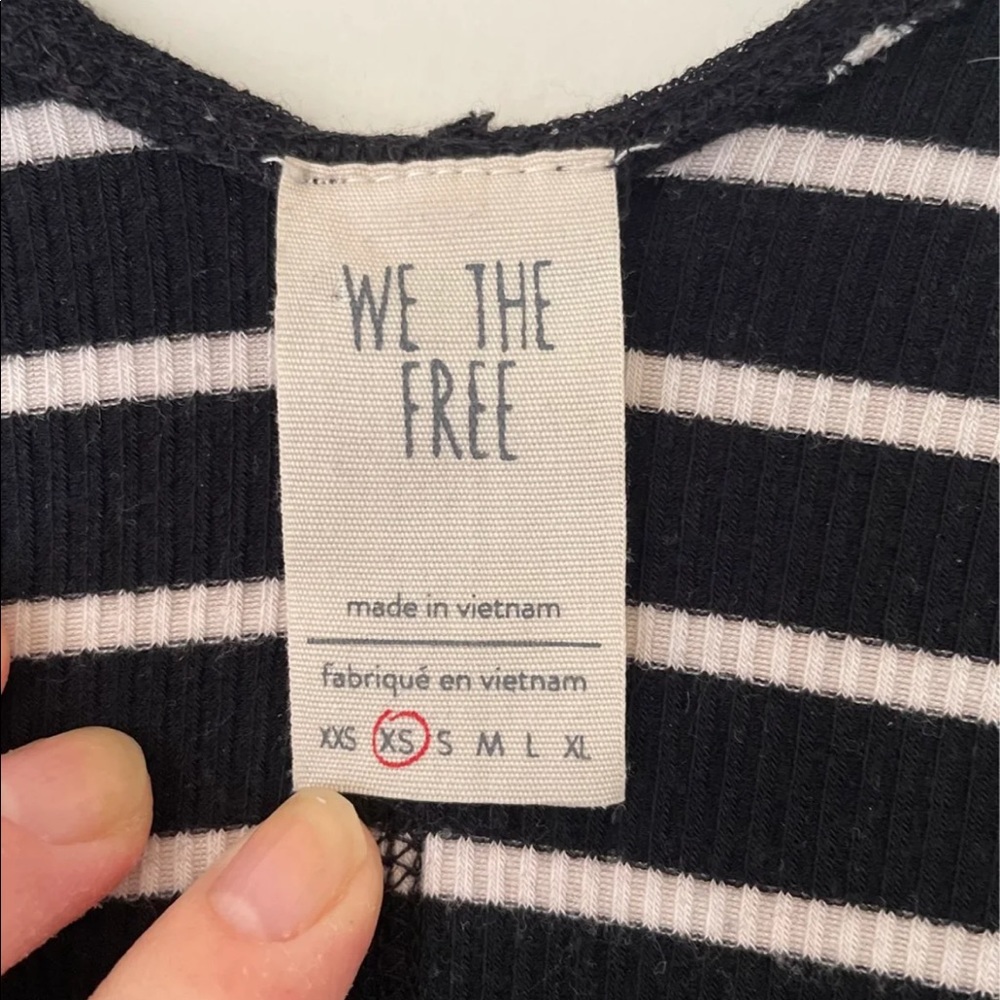 WE THE
FREE
made in vietnam
fabriqué en vietnam
XXS XS S M L XL